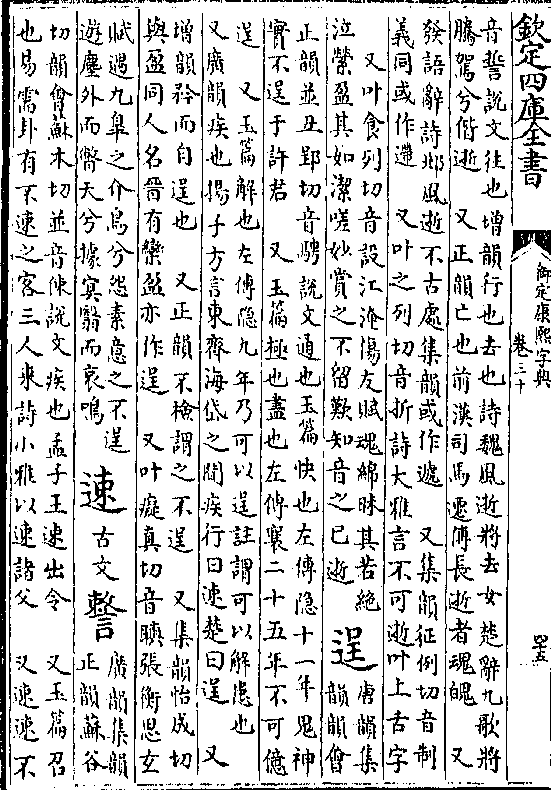 欽定四庫全書
御定康熙字典
卷三十
四十五
音誓說文往也增韻行也去也詩魏風逝將去女楚辭九歌將
騰駕兮偕逝　又正韻亡也前漢司馬遷傳長逝者魂魄　又
發語辭詩邶風逝不古處集韻或作遾　又集韻征例切音制
義同或作遰　又叶之列切音折詩大雅言不可逝叶上舌字
又叶食列切音設江淹傷友賦魂綿昧其若絶
泣縈盈其如潔嗟妙賞之不留歎知音之已逝
逞
唐韻集
韻韻會
正韻並丑郢切音騁說文通也玉篇快也左傳隐十一年鬼神
實不逞于許君　又玉篇極也盡也左傳襄二十五年不可億
逞　又玉篇解也左傳隐九年乃可以逞註謂可以解患也
又廣韻疾也揚子方言東齊海岱之間疾行曰速楚曰逞　又
增韻矜而自逞也　又正韻不檢謂之不逞　又集韻怡成切
與盈同人名晉有欒盈亦作逞　又叶癡真切音瞋張衡思玄
賦遇九臯之介鳥兮怨素意之不逞
遊塵外而瞥天兮據冥翳而哀鳴
速
古文
警
廣韻集韻
正韻蘇谷
切韻會蘇木切並音悚說文疾也孟子王速出令　又玉篇召
也易需卦有不速之客三人來詩小雅以速諸父　又速速不